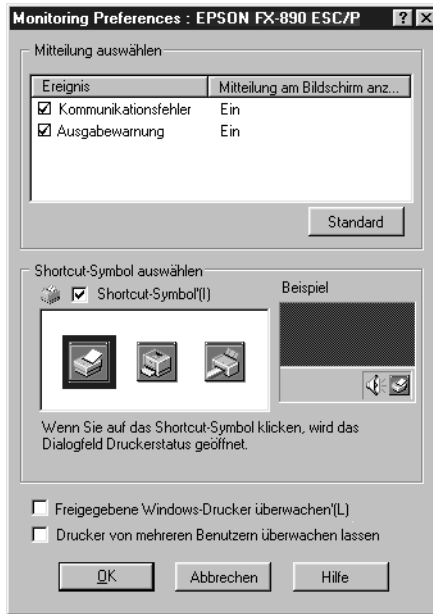 Monitoring Preferences : EPSON FX-890 ESC/P
Mitteilung auswählen
Ereignis Mitteilung am Bildschirm anz...
Kommunikationsfehler Ein
Ausgabewarnung Ein
Standard
Shortcut-Symbol auswählen
Shortcut-Symbol'(I) Beispiel
Wenn Sie auf das Shortcut-Symbol klicken, wird das
Dialogfeld Druckerstatus geöffnet.
Freigegebene Windows-Drucker überwachen'(L)
Drucker von mehreren Benutzern überwachen lassen
OK Abbrechen Hilfe